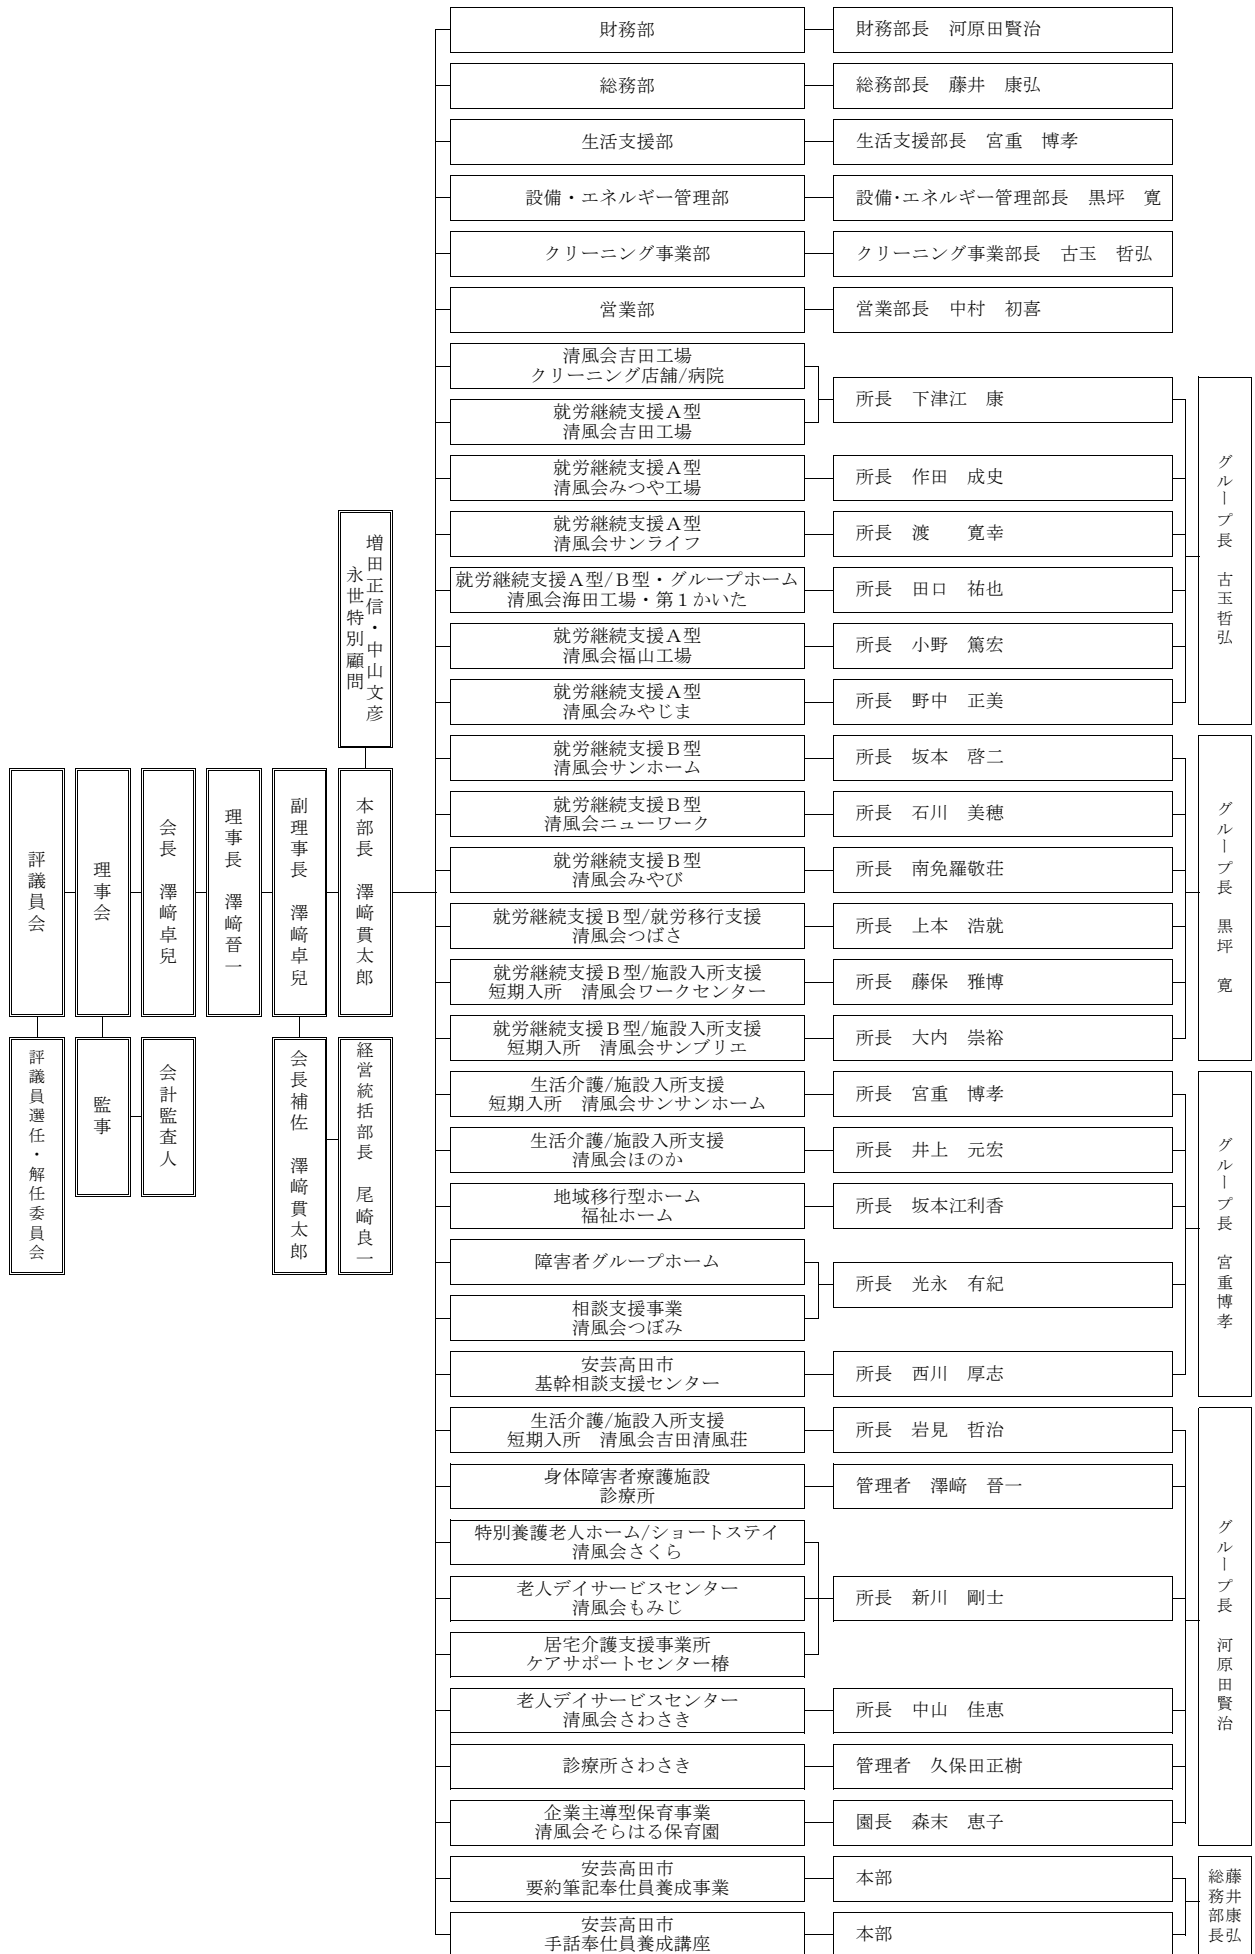 評議員会
評議員選任・解任委員会
理事会
監事
会計監査人
会長　澤﨑卓兒
理事長　澤﨑晉一
副理事長　澤﨑卓兒
会長補佐　澤﨑貫太郎
経営統括部長　尾崎良一
本部長　澤﨑貫太郎
増田正信・中山文彦
永世特別顧問
財務部
財務部長　河原田賢治
総務部
総務部長　藤井　康弘
生活支援部
生活支援部長　宮重　博孝
設備・エネルギー管理部
設備･エネルギー管理部長　黒坪　寛
クリーニング事業部
クリーニング事業部長　古玉　哲弘
営業部
営業部長　中村　初喜
清風会吉田工場
クリーニング店舗/病院
就労継続支援Ａ型
清風会吉田工場
所長　下津江　康
就労継続支援Ａ型
清風会みつや工場
所長　作田　成史
就労継続支援Ａ型
清風会サンライフ
所長　渡　　寛幸
就労継続支援Ａ型/Ｂ型・グループホーム
清風会海田工場・第１かいた
所長　田口　祐也
就労継続支援Ａ型
清風会福山工場
所長　小野　篤宏
就労継続支援Ａ型
清風会みやじま
所長　野中　正美
グループ長　古玉哲弘
就労継続支援Ｂ型
清風会サンホーム
所長　坂本　啓二
就労継続支援Ｂ型
清風会ニューワーク
所長　石川　美穂
就労継続支援Ｂ型
清風会みやび
所長　南免羅敬荘
就労継続支援Ｂ型/就労移行支援
清風会つばさ
所長　上本　浩就
就労継続支援Ｂ型/施設入所支援
短期入所　清風会ワークセンター
所長　藤保　雅博
就労継続支援Ｂ型/施設入所支援
短期入所　清風会サンブリエ
所長　大内　崇裕
グループ長　黒坪　寛
生活介護/施設入所支援
短期入所　清風会サンサンホーム
所長　宮重　博孝
生活介護/施設入所支援
清風会ほのか
所長　井上　元宏
地域移行型ホーム
福祉ホーム
所長　坂本江利香
障害者グループホーム
相談支援事業
清風会つぼみ
所長　光永　有紀
安芸高田市
基幹相談支援センター
所長　西川　厚志
グループ長　宮重博孝
生活介護/施設入所支援
短期入所　清風会吉田清風荘
所長　岩見　哲治
身体障害者療護施設
診療所
管理者　澤﨑　晉一
特別養護老人ホーム/ショートステイ
清風会さくら
老人デイサービスセンター
清風会もみじ
所長　新川　剛士
居宅介護支援事業所
ケアサポートセンター椿
老人デイサービスセンター
清風会さわさき
所長　中山　佳恵
診療所さわさき
管理者　久保田正樹
企業主導型保育事業
清風会そらはる保育園
園長　森末　恵子
グループ長　河原田賢治
安芸高田市
要約筆記奉仕員養成事業
本部
安芸高田市
手話奉仕員養成講座
本部
藤井康弘
総務部長